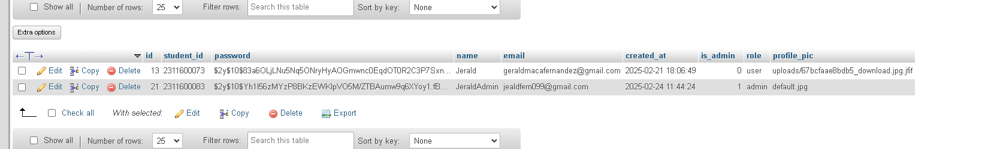 Show all Number of rows: 25 Filter rows: Search this table Sort by key: None
Extra options
id student_id password name email created_at is_admin role profile_pic
Edit Copy Delete 13 2311600073 $2y$10$83a6OLjLNu5Nq5ONryHyAOGmwnc0EqdOT0R2C3P7Sxn... Jerald geraldmacafernandez@gmail.com 2025-02-21 18:06:49 0 user uploads/67bcfaae8bdb5_download.jpg.jfif
Edit Copy Delete 21 2311600083 $2y$10$Yh1I56zMYzP8BKzEWKlpVO5M/ZTBAumw9q6XYoy1.fB... JeraldAdmin jealdfern099@gmail.com 2025-02-24 11:44:24 1 admin default.jpg
Check all With selected: Edit Copy Delete Export
Show all Number of rows: 25 Filter rows: Search this table Sort by key: None